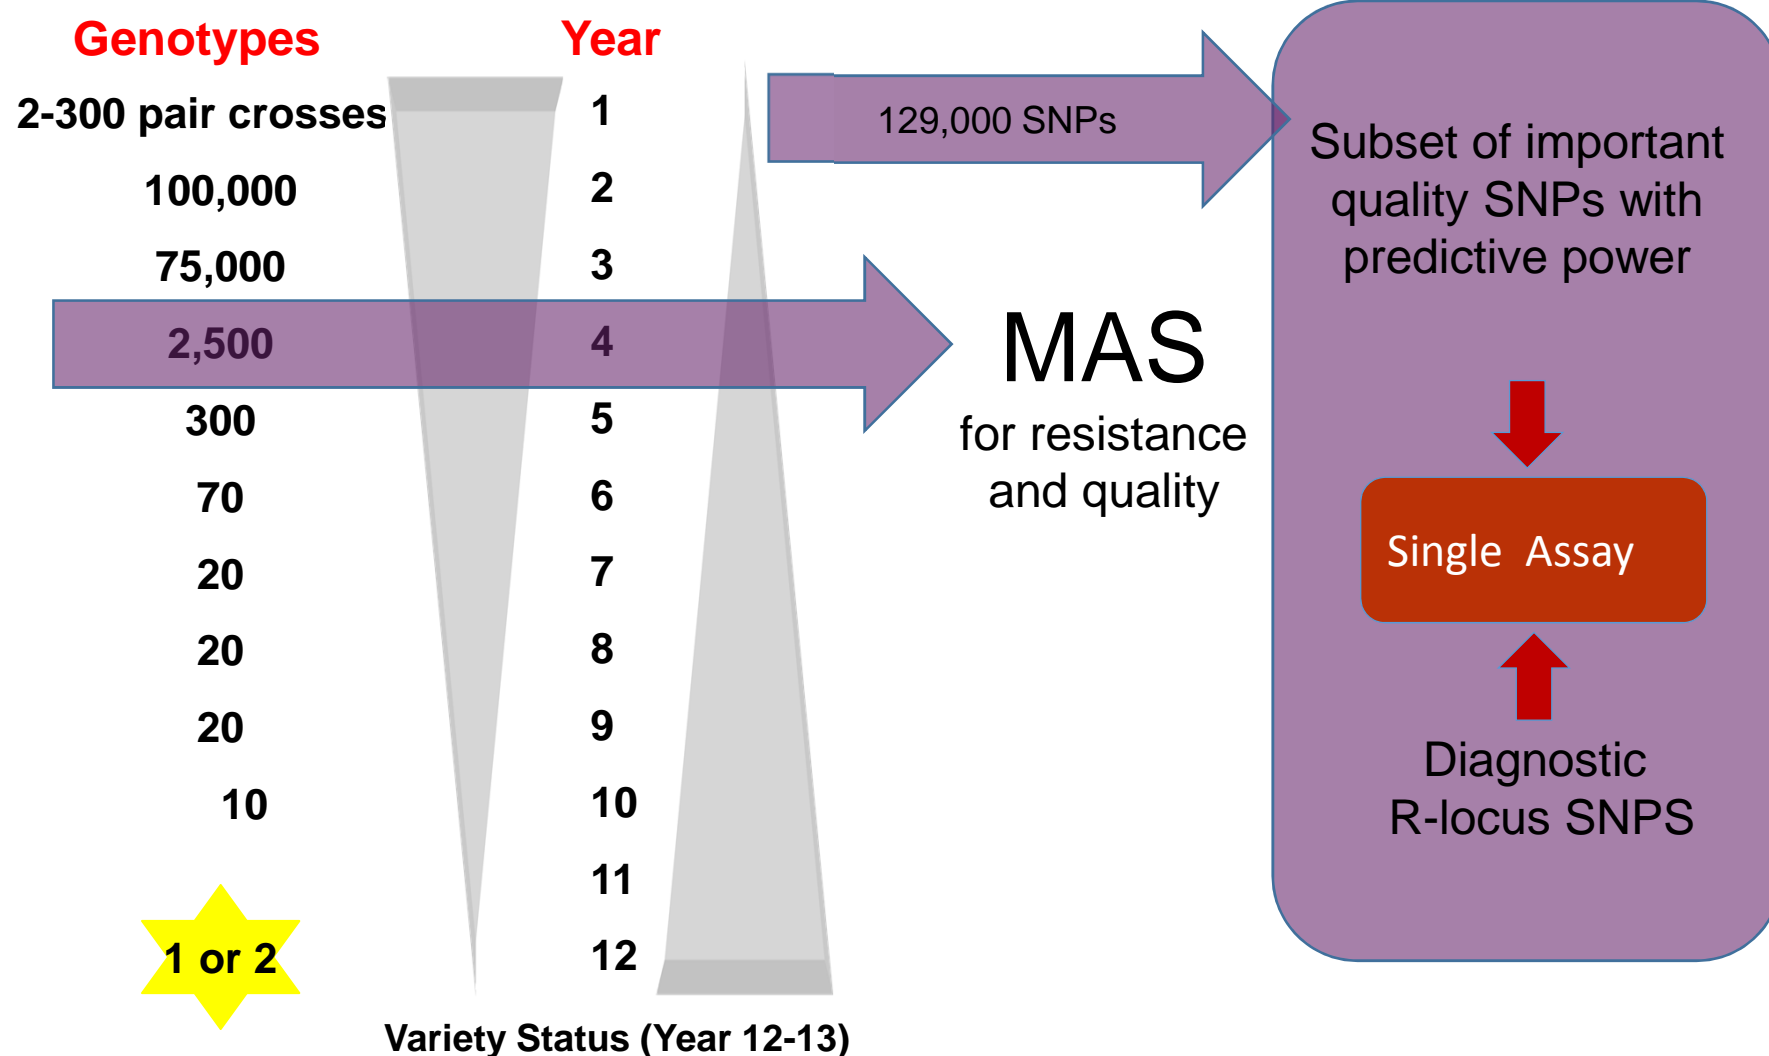 Genotypes Year
2-300 pair crosses 1
100,000 2
75,000 3
2,500 4
300 5
70 6
20 7
20 8
20 9
10 10
11
1 or 2 12
Variety Status (Year 12-13)
129,000 SNPs
MAS
for resistance
and quality
Subset of important
quality SNPs with
predictive power
Single Assay
Diagnostic
R-locus SNPS